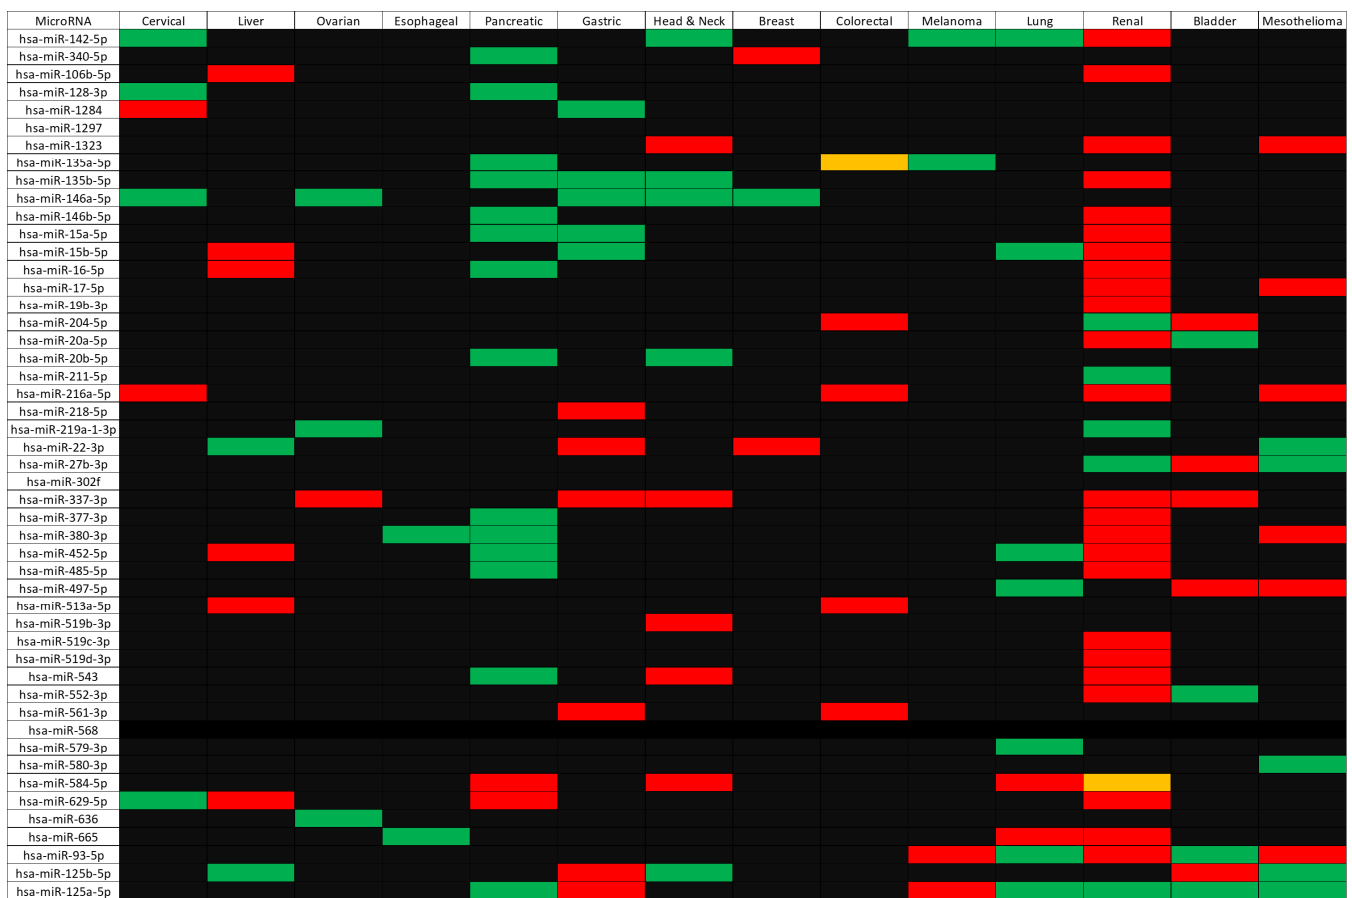 MicroRNA Cervical Liver Ovarian Esophageal Pancreatic Gastric Head & Neck Breast Colorectal Melanoma Lung Renal Bladder Mesothelioma
hsa-miR-142-5p
hsa-miR-340-5p
hsa-miR-106b-5p
hsa-miR-128-3p
hsa-miR-1284
hsa-miR-1297
hsa-miR-1323
hsa-miR-135a-5p
hsa-miR-135b-5p
hsa-miR-146a-5p
hsa-miR-146b-5p
hsa-miR-15a-5p
hsa-miR-15b-5p
hsa-miR-16-5p
hsa-miR-17-5p
hsa-miR-19b-3p
hsa-miR-204-5p
hsa-miR-20a-5p
hsa-miR-20b-5p
hsa-miR-211-5p
hsa-miR-216a-5p
hsa-miR-218-5p
hsa-miR-219a-1-3p
hsa-miR-22-3p
hsa-miR-27b-3p
hsa-miR-302f
hsa-miR-337-3p
hsa-miR-377-3p
hsa-miR-380-3p
hsa-miR-452-5p
hsa-miR-485-5p
hsa-miR-497-5p
hsa-miR-513a-5p
hsa-miR-519b-3p
hsa-miR-519c-3p
hsa-miR-519d-3p
hsa-miR-543
hsa-miR-552-3p
hsa-miR-561-3p
hsa-miR-568
hsa-miR-579-3p
hsa-miR-580-3p
hsa-miR-584-5p
hsa-miR-629-5p
hsa-miR-636
hsa-miR-665
hsa-miR-93-5p
hsa-miR-125b-5p
hsa-miR-125a-5p